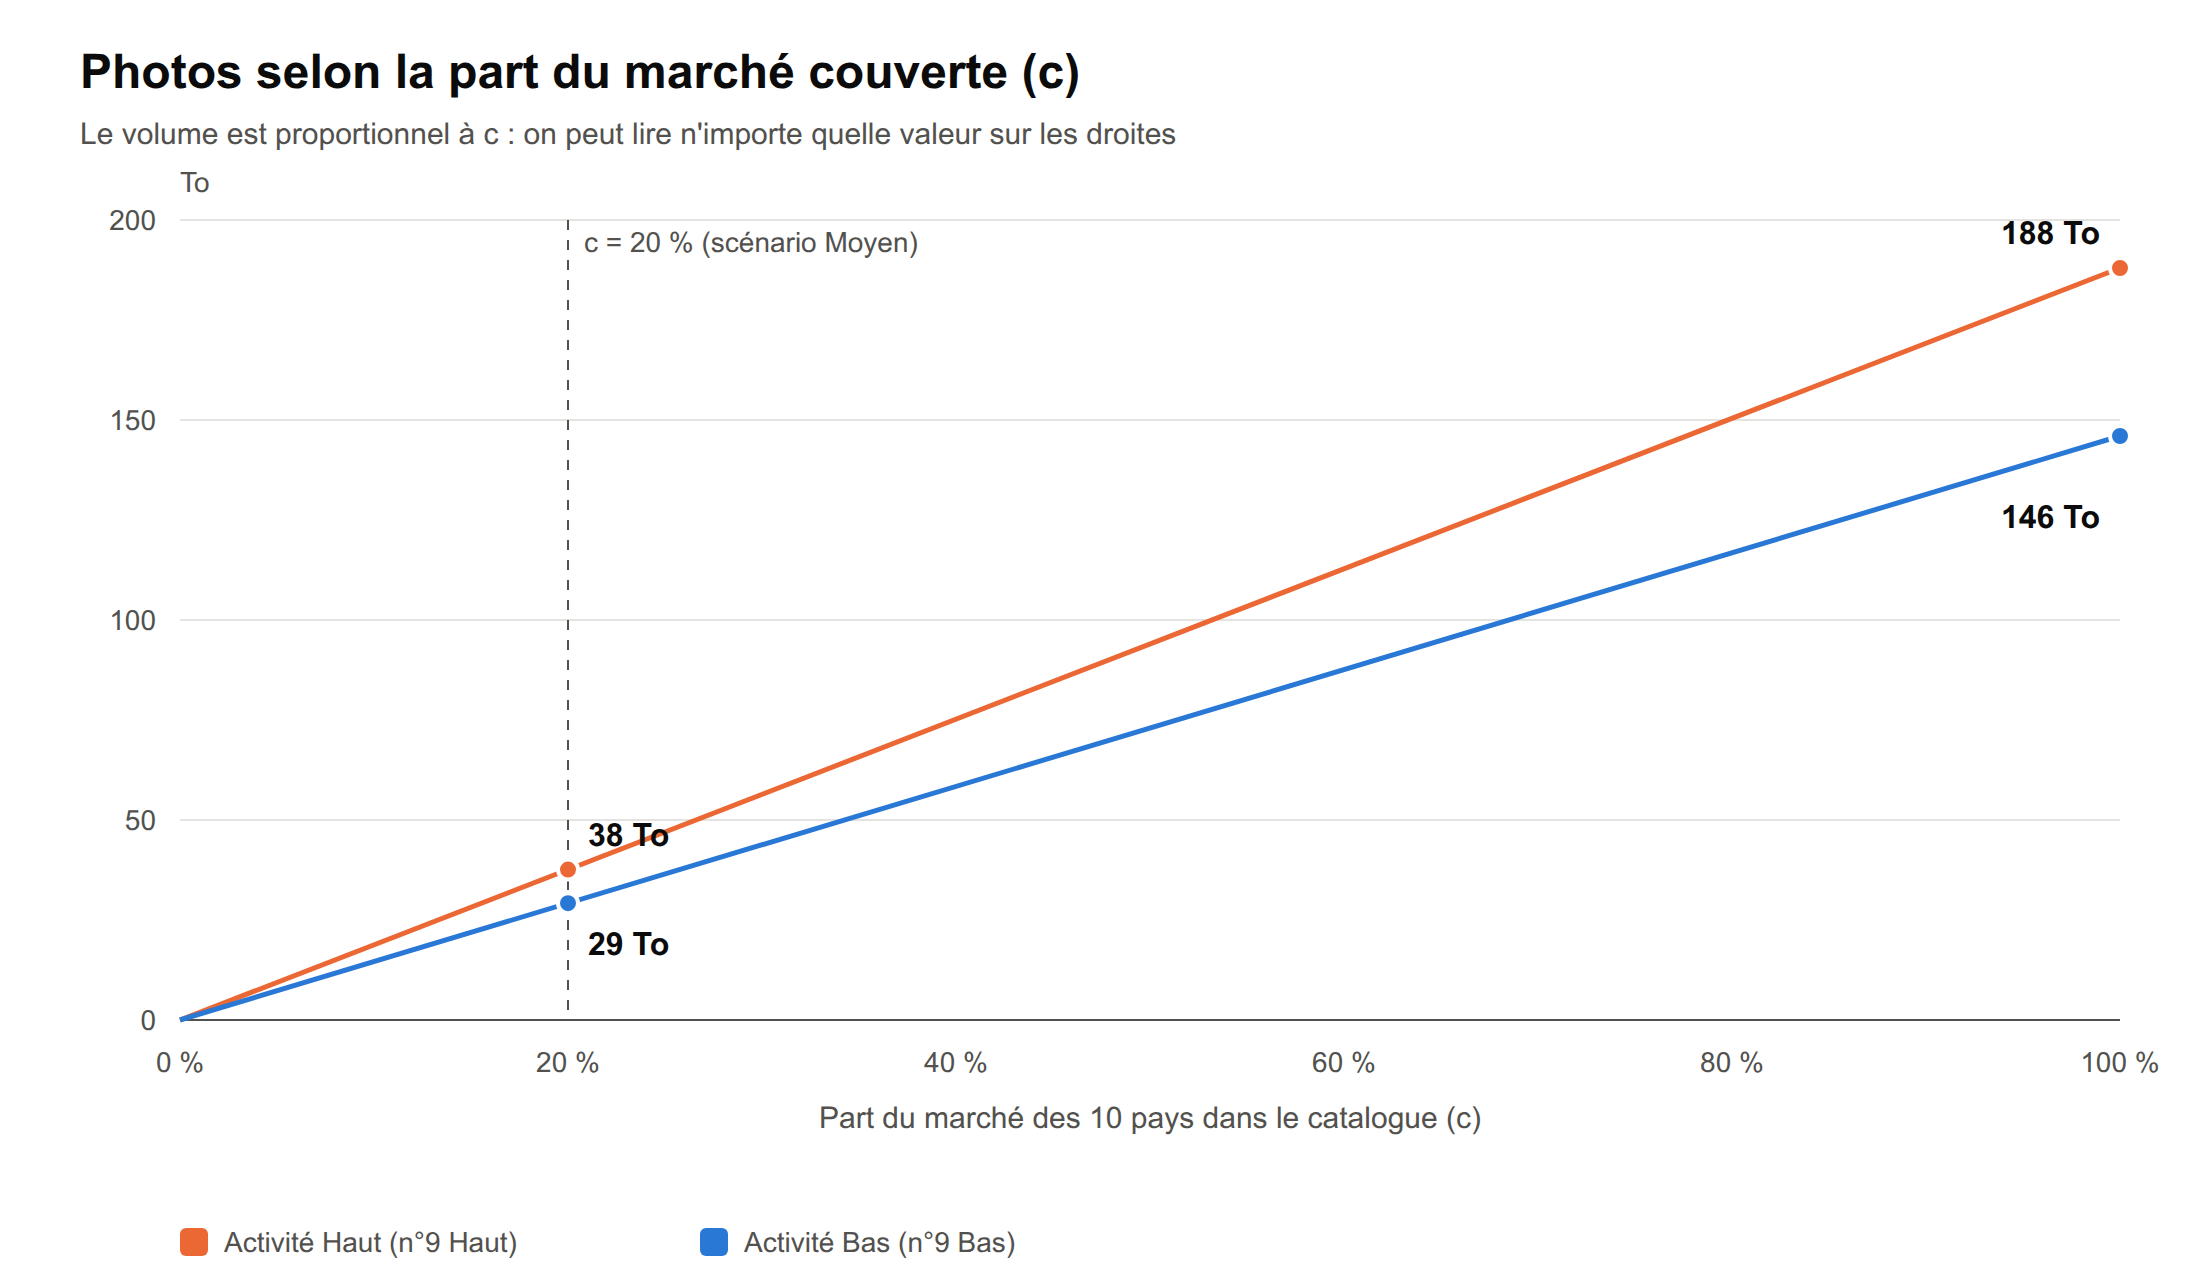 Photos selon la part du marché couverte (c)
Le volume est proportionnel à c : on peut lire n'importe quelle valeur sur les droites
To
200
c = 20 % (scénario Moyen)
188 To
150
146 To
100
50
38 To
29 To
0
0 %
20 %
40 %
60 %
80 %
100 %
Part du marché des 10 pays dans le catalogue (c)
Activité Haut (n°9 Haut)
Activité Bas (n°9 Bas)